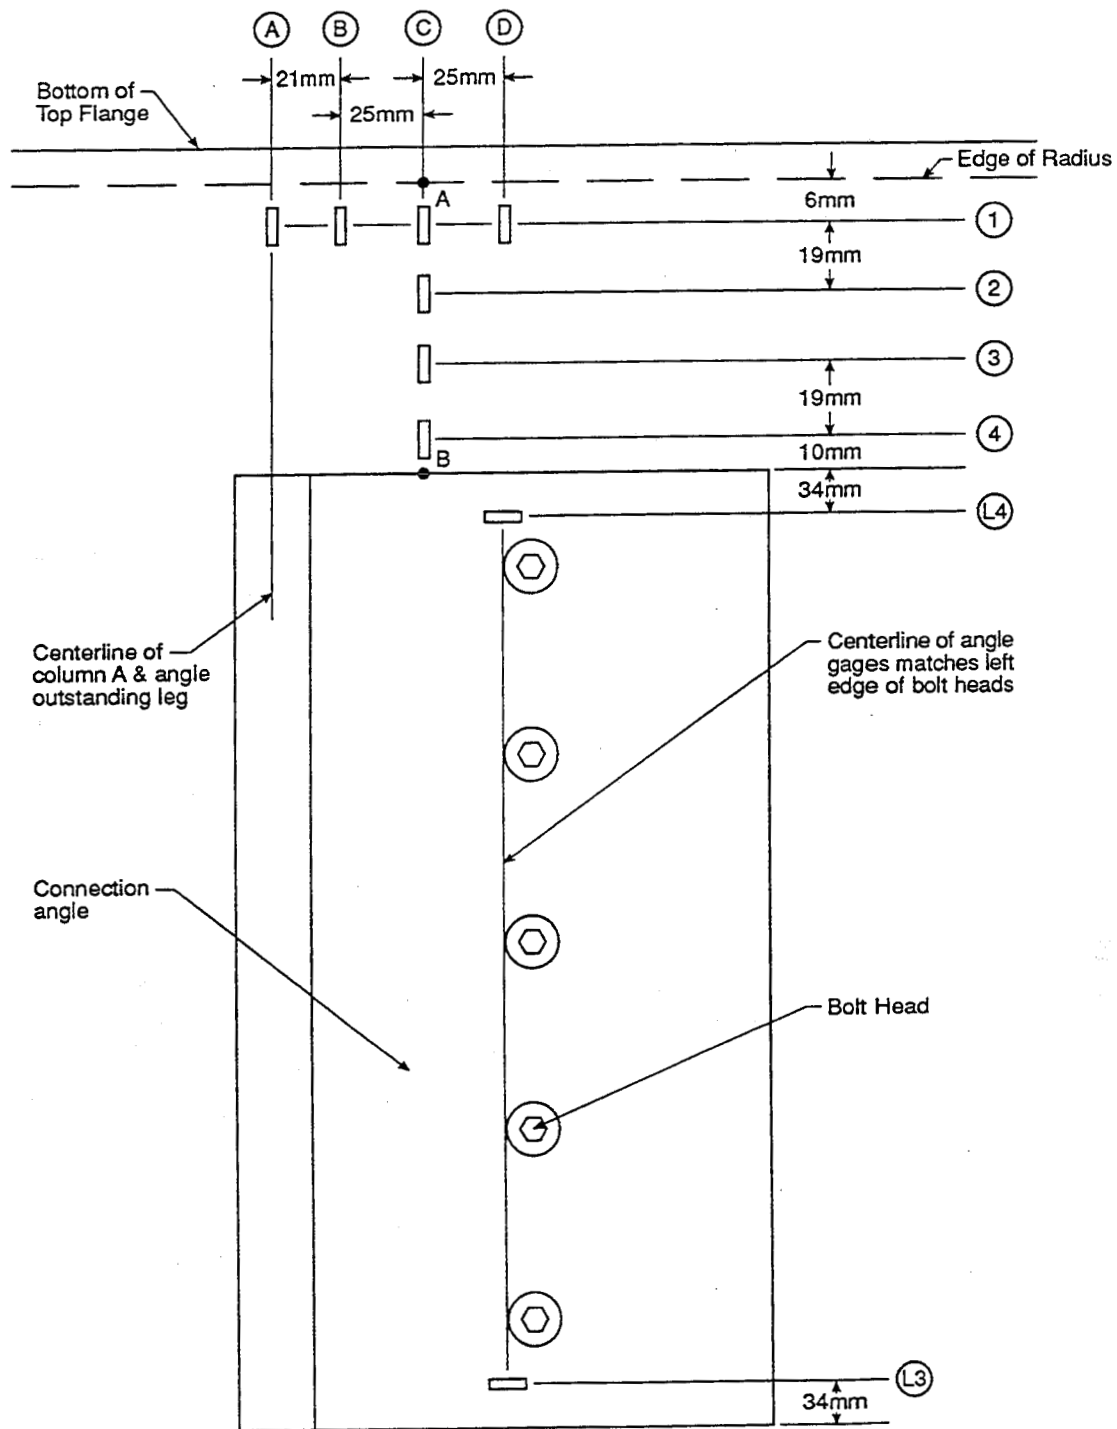 A B C D
21mm
25mm
25mm
Bottom of
Top Flange
Edge of Radius
A
6mm
1
19mm
2
3
19mm
4
10mm
B
34mm
L4
Centerline of
column A & angle
outstanding leg
Centerline of angle
gages matches left
edge of bolt heads
Connection
angle
Bolt Head
L3
34mm